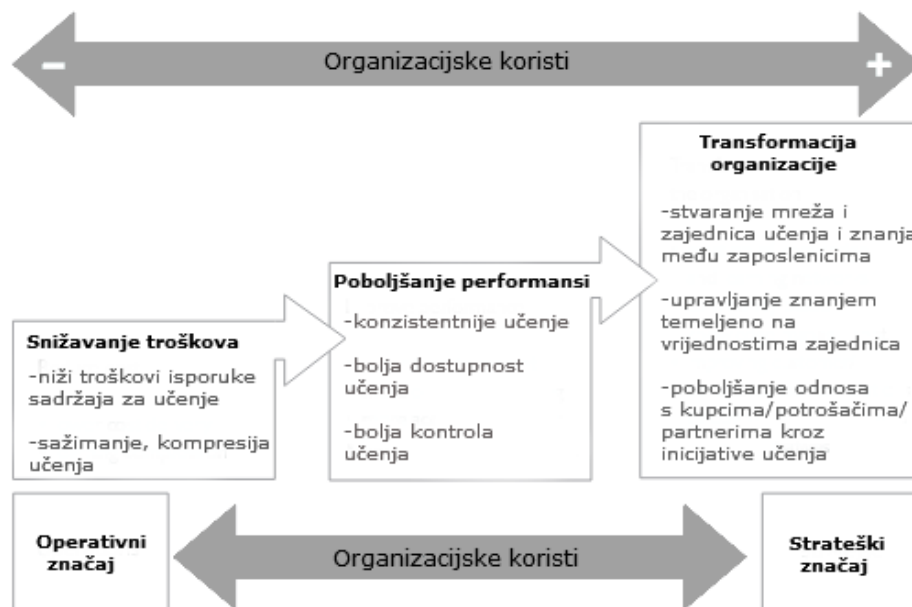 − Organizacijske koristi +
Transformacija
organizacije
-stvaranje mreža i
zajednica učenja i znanja
među zaposlenicima
-upravljanje znanjem
temeljeno na
vrijednostima zajednica
-poboljšanje odnosa
s kupcima/potrošačima/
partnerima kroz
inicijative učenja
Poboljšanje performansi
-konzistentnije učenje
-bolja dostupnost
učenja
-bolja kontrola
učenja
Snižavanje troškova
-niži troškovi isporuke
sadržaja za učenje
-sažimanje, kompresija
učenja
Operativni
značaj
Organizacijske koristi
Strateški
značaj